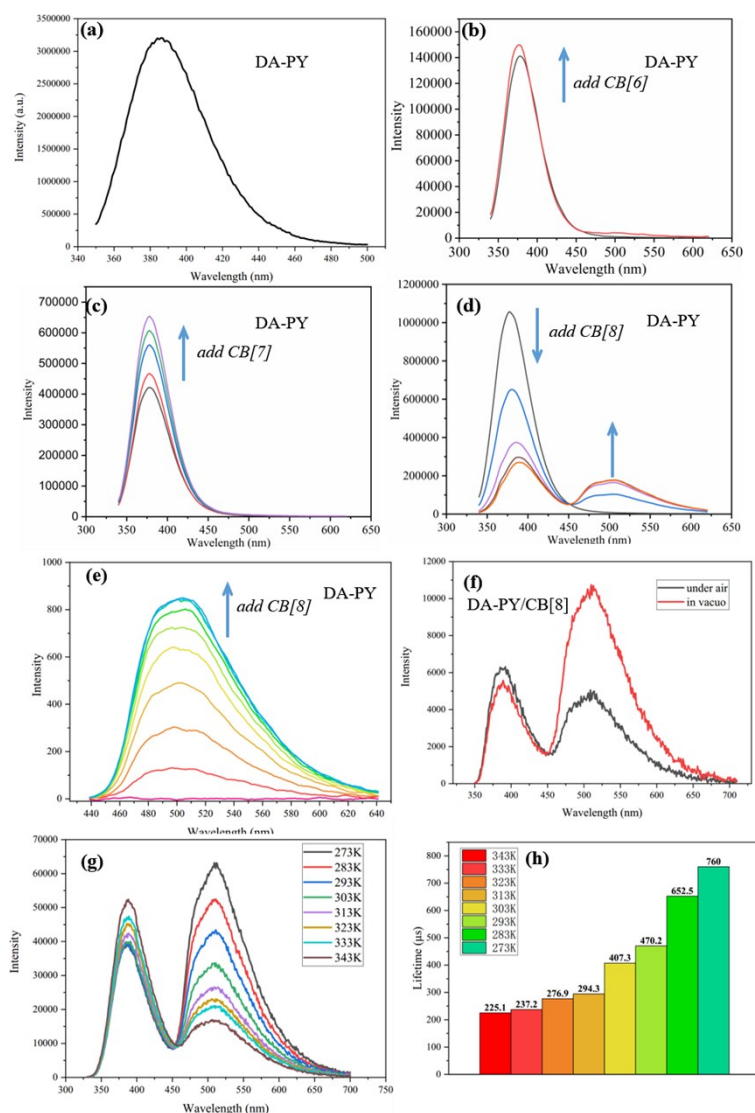 (a)
DA-PY
Intensity (a.u.)
3500000
3000000
2500000
2000000
1500000
1000000
500000
0
340 360 380 400 420 440 460 480 500
Wavelength (nm)
(b)
DA-PY
add CB[6]
Intensity
160000
140000
120000
100000
80000
60000
40000
20000
0
300 350 400 450 500 550 600 650
Wavelength (nm)
(c)
DA-PY
add CB[7]
Intensity
700000
600000
500000
400000
300000
200000
100000
0
300 350 400 450 500 550 600 650
Wavelength (nm)
(d)
DA-PY
add CB[8]
Intensity
1200000
1000000
800000
600000
400000
200000
0
300 350 400 450 500 550 600 650
Wavelength (nm)
(e)
add CB[8]
DA-PY
Intensity
1000
800
600
400
200
0
440 460 480 500 520 540 560 580 600 620 640
Wavelength (nm)
(f)
DA-PY/CB[8]
under air
in vacuo
Intensity
12000
10000
8000
6000
4000
2000
0
350 400 450 500 550 600 650 700
Wavelength (nm)
(g)
273K
283K
293K
303K
313K
323K
333K
343K
Intensity
70000
60000
50000
40000
30000
20000
10000
0
300 350 400 450 500 550 600 650 700 750
Wavelength (nm)
(h)
343K
333K
323K
313K
303K
293K
283K
273K
Lifetime (μs)
800
600
400
200
0
225.1 237.2 276.9 294.3 407.3 470.2 652.5 760